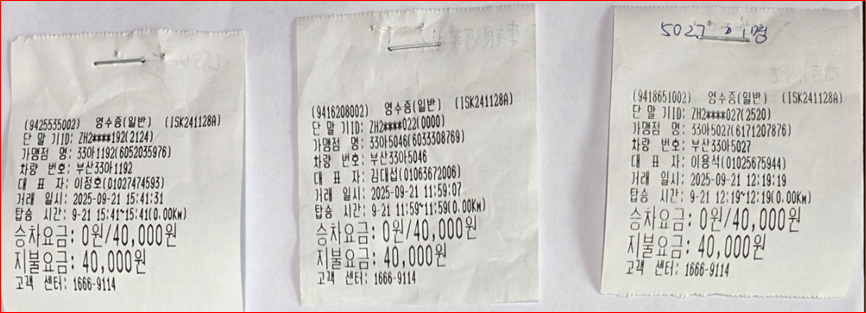 (9425535002) 영수증(일반) (ISK241128A)
단 말 기ID: ZH2****192(2124)
가맹점 명: 33아1192(6052035976)
차량 번호: 부산33아1192
대 표 자: 이정호(01027474593)
거래 일시: 2025-09-21 15:41:31
탑승 시간: 9-21 15:41~15:41(0.00Km)
승차요금: 0원/40,000원
지불요금: 40,000원
고객 센터: 1666-9114
(9416208002) 영수증(일반) (ISK241128A)
단 말 기ID: ZH2****022(0000)
가맹점 명: 33아5046(6033308769)
차량 번호: 부산33아5046
대 표 자: 김대섭(01063672006)
거래 일시: 2025-09-21 11:59:07
탑승 시간: 9-21 11:59~11:59(0.00Km)
승차요금: 0원/40,000원
지불요금: 40,000원
고객 센터: 1666-9114
5027
(9418651002) 영수증(일반) (ISK241128A)
단 말 기ID: ZH2****027(2520)
가맹점 명: 33아5027(6171207876)
차량 번호: 부산33아5027
대 표 자: 이용석(01025675944)
거래 일시: 2025-09-21 12:19:19
탑승 시간: 9-21 12:19~12:19(0.00Km)
승차요금: 0원/40,000원
지불요금: 40,000원
고객 센터: 1666-9114